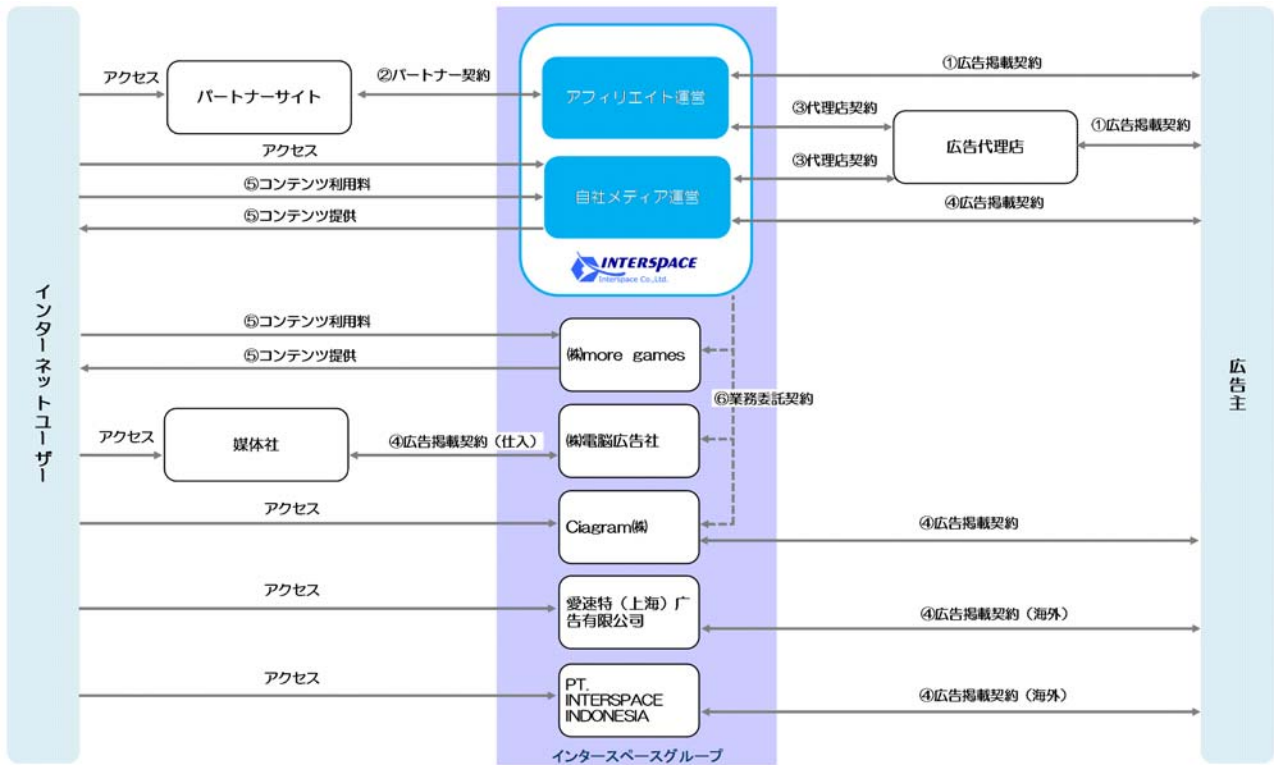 ①広告掲載契約
アクセス
②パートナー契約
パートナーサイト
アフィリエイト運営
③代理店契約
①広告掲載契約
広告代理店
アクセス
③代理店契約
⑤コンテンツ利用料
自社メディア運営
④広告掲載契約
⑤コンテンツ提供
INTERSPACE
Interspace Co.,Ltd.
インターネットユーザー
広告主
⑤コンテンツ利用料
⑤コンテンツ提供
㈱more games
⑥業務委託契約
アクセス
媒体社
④広告掲載契約(仕入)
㈱電脳広告社
アクセス
Ciagram㈱
④広告掲載契約
アクセス
愛速特(上海)广
告有限公司
④広告掲載契約(海外)
アクセス
PT.
INTERSPACE
INDONESIA
④広告掲載契約(海外)
インタースペースグループ